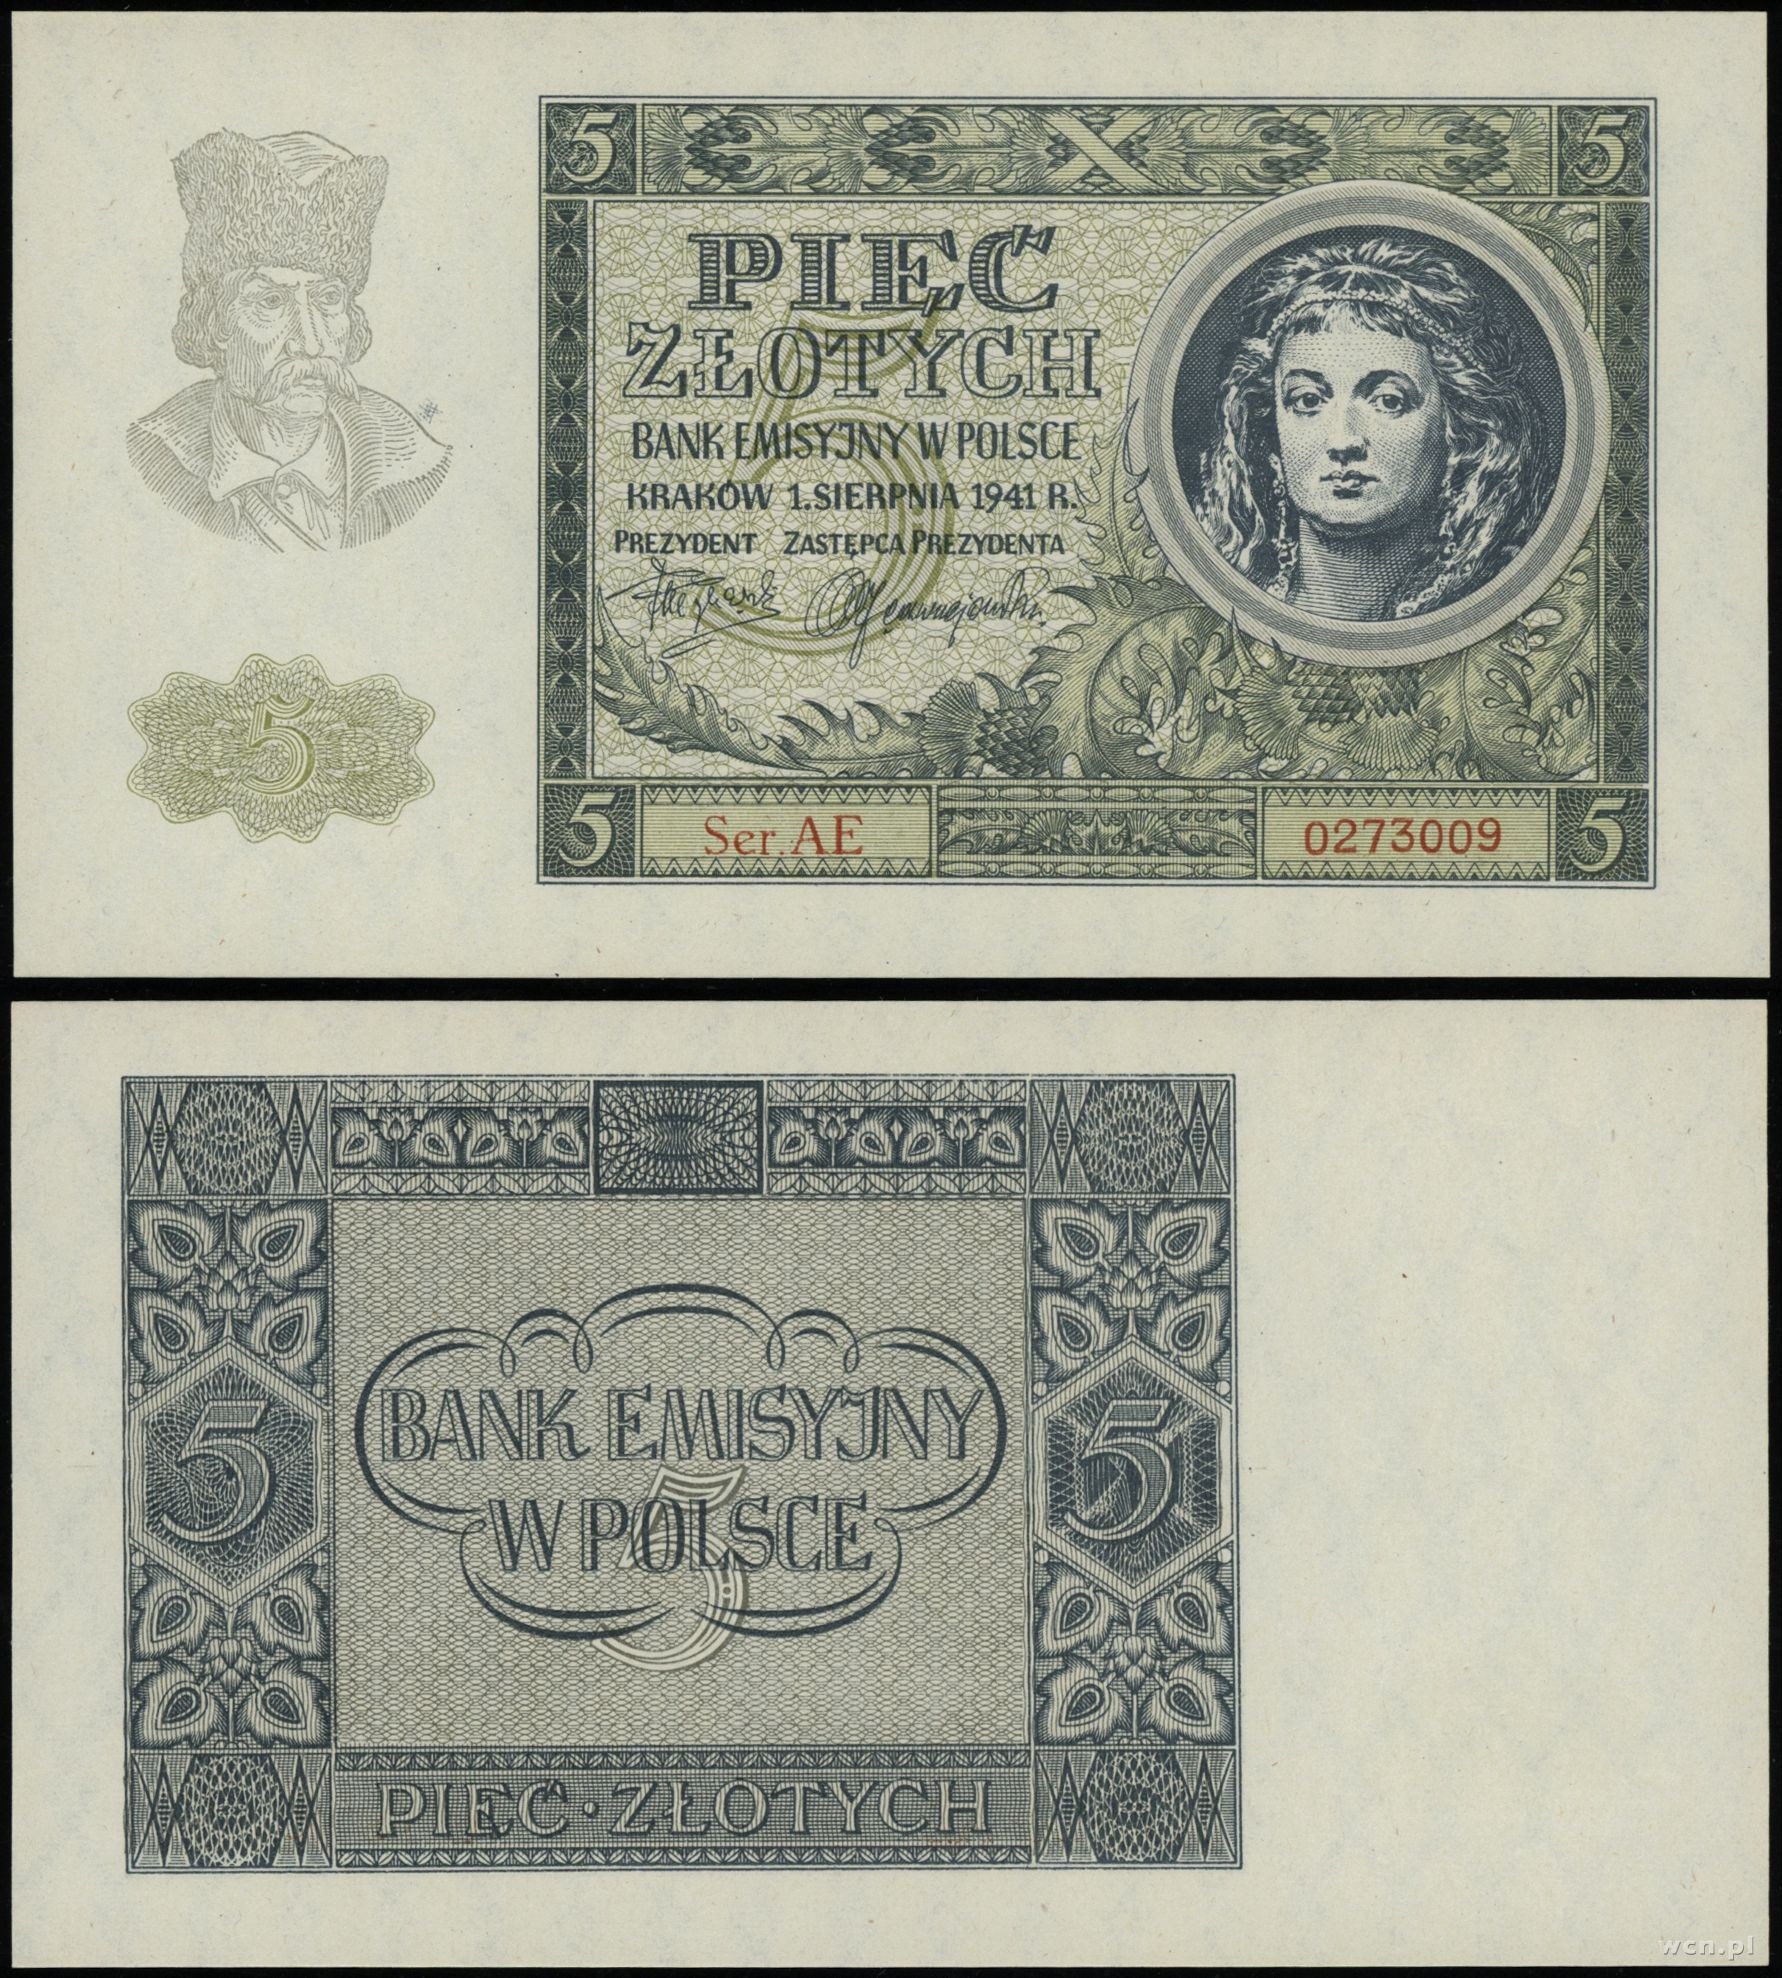 5 5
PIĘĆ
ZŁOTYCH
BANK EMISYJNY W POLSCE
KRAKÓW 1. SIERPNIA 1941 R.
PREZYDENT ZASTĘPCA PREZYDENTA
5
5
5 Ser. AE 0273009 5
BANK EMISYJNY
5 5
W POLSCE
5
PIĘĆ · ZŁOTYCH
wcn.pl